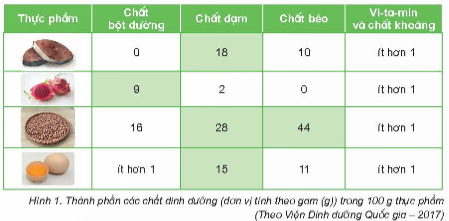 Thực phẩm Chất bột đường Chất đạm Chất béo Vi-ta-min và chất khoáng
0 18 10 ít hơn 1
9 2 0 ít hơn 1
16 28 44 ít hơn 1
ít hơn 1 15 11 ít hơn 1
Hình 1. Thành phần các chất dinh dưỡng (đơn vị tính theo gam (g)) trong 100 g thực phẩm
(Theo Viện Dinh dưỡng Quốc gia – 2017)